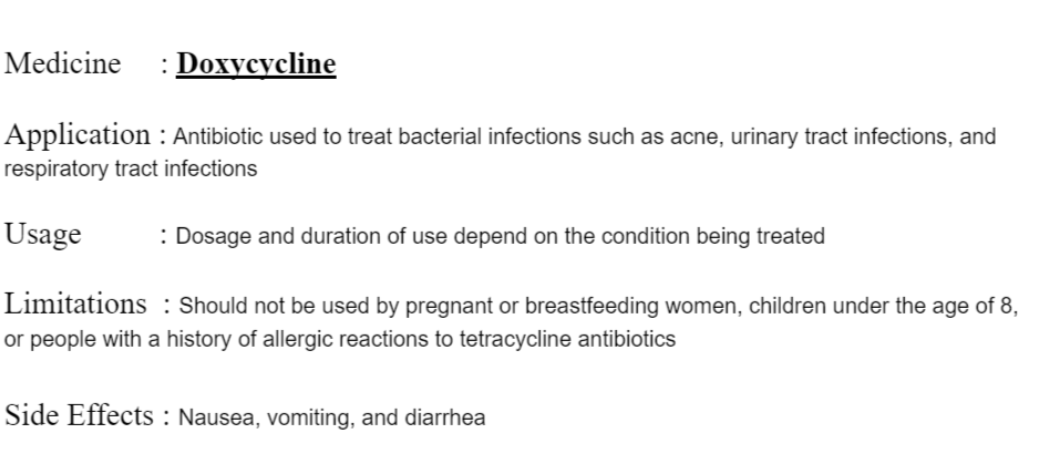 Medicine : Doxycycline
Application : Antibiotic used to treat bacterial infections such as acne, urinary tract infections, and
respiratory tract infections
Usage : Dosage and duration of use depend on the condition being treated
Limitations : Should not be used by pregnant or breastfeeding women, children under the age of 8,
or people with a history of allergic reactions to tetracycline antibiotics
Side Effects : Nausea, vomiting, and diarrhea